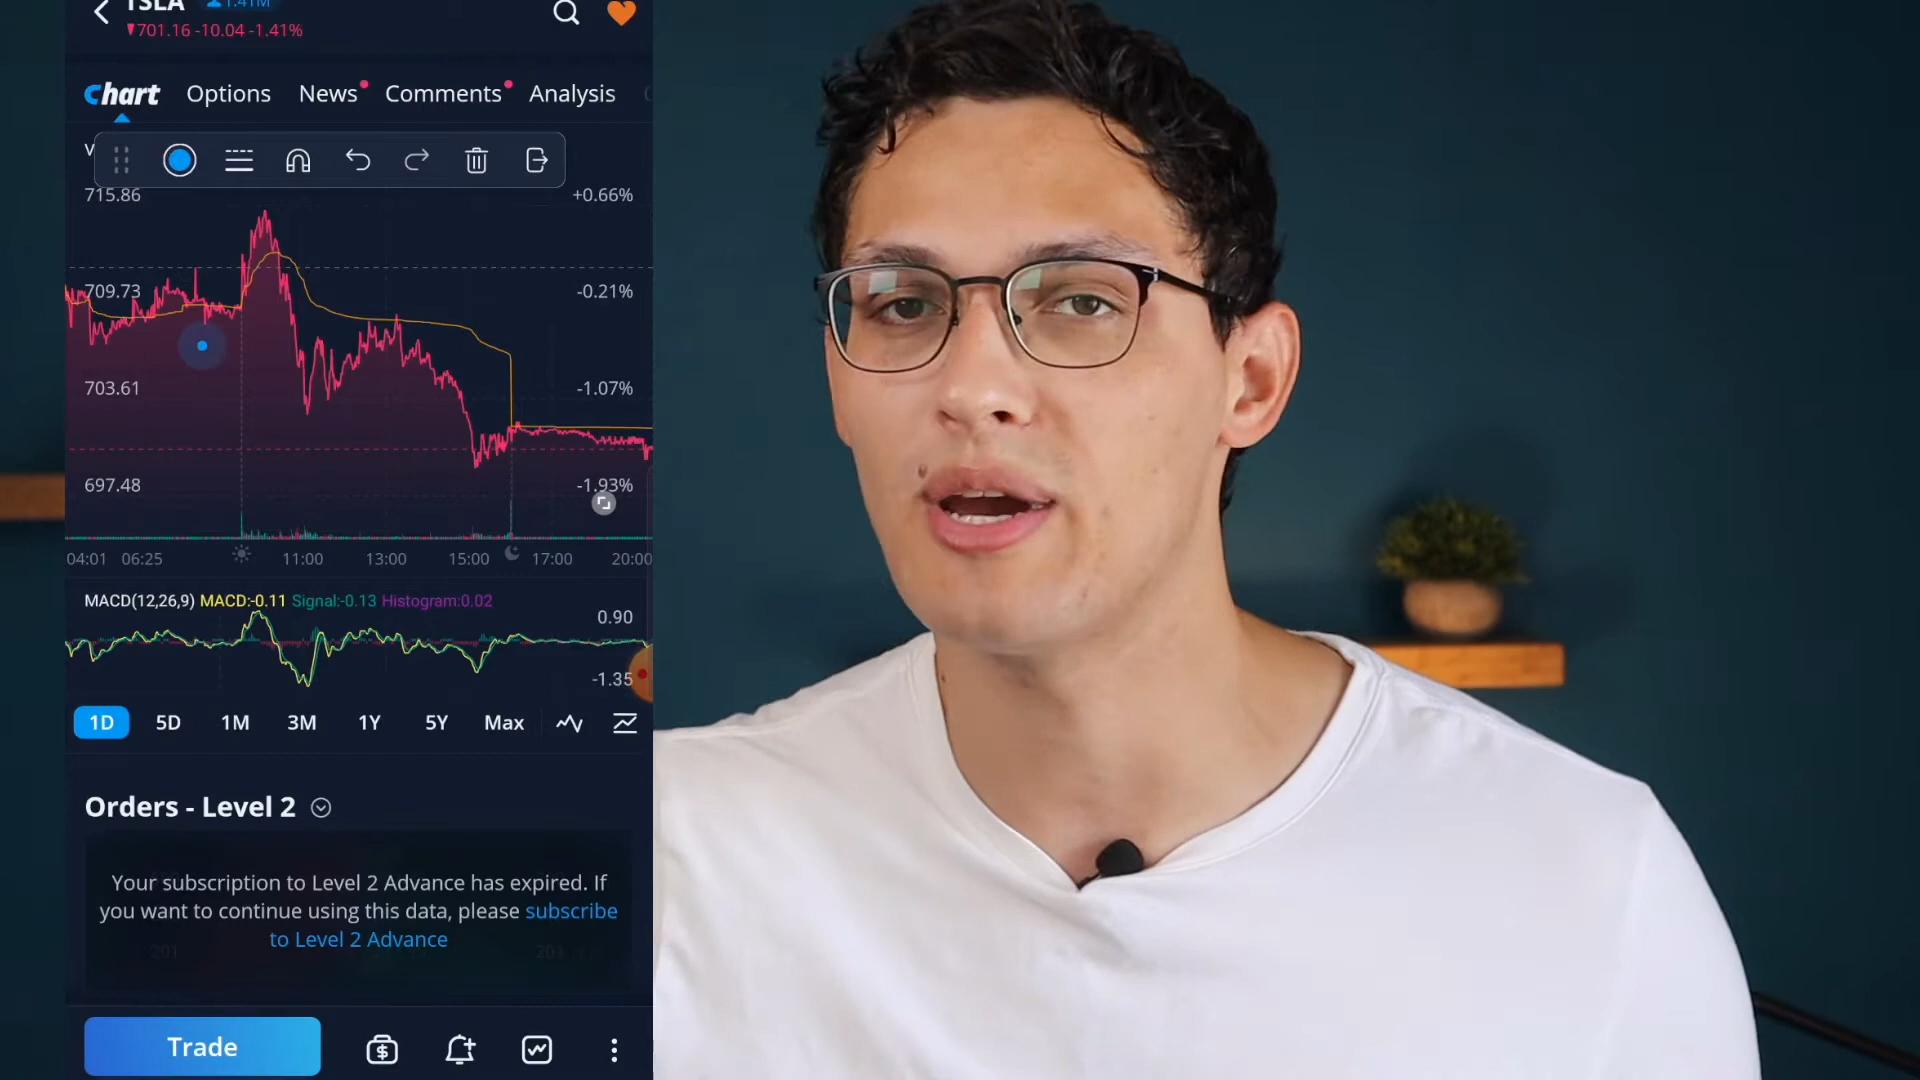 TSLA 1.41M
701.16 -10.04 -1.41%
Chart Options News Comments Analysis
V
715.86 +0.66%
709.73 -0.21%
703.61 -1.07%
697.48 -1.93%
04:01 06:25 11:00 13:00 15:00 17:00 20:00
MACD(12,26,9) MACD:-0.11 Signal:-0.13 Histogram:0.02
0.90
-1.35
1D 5D 1M 3M 1Y 5Y Max
Orders - Level 2
Your subscription to Level 2 Advance has expired. If
you want to continue using this data, please subscribe
to Level 2 Advance
201 201
Trade